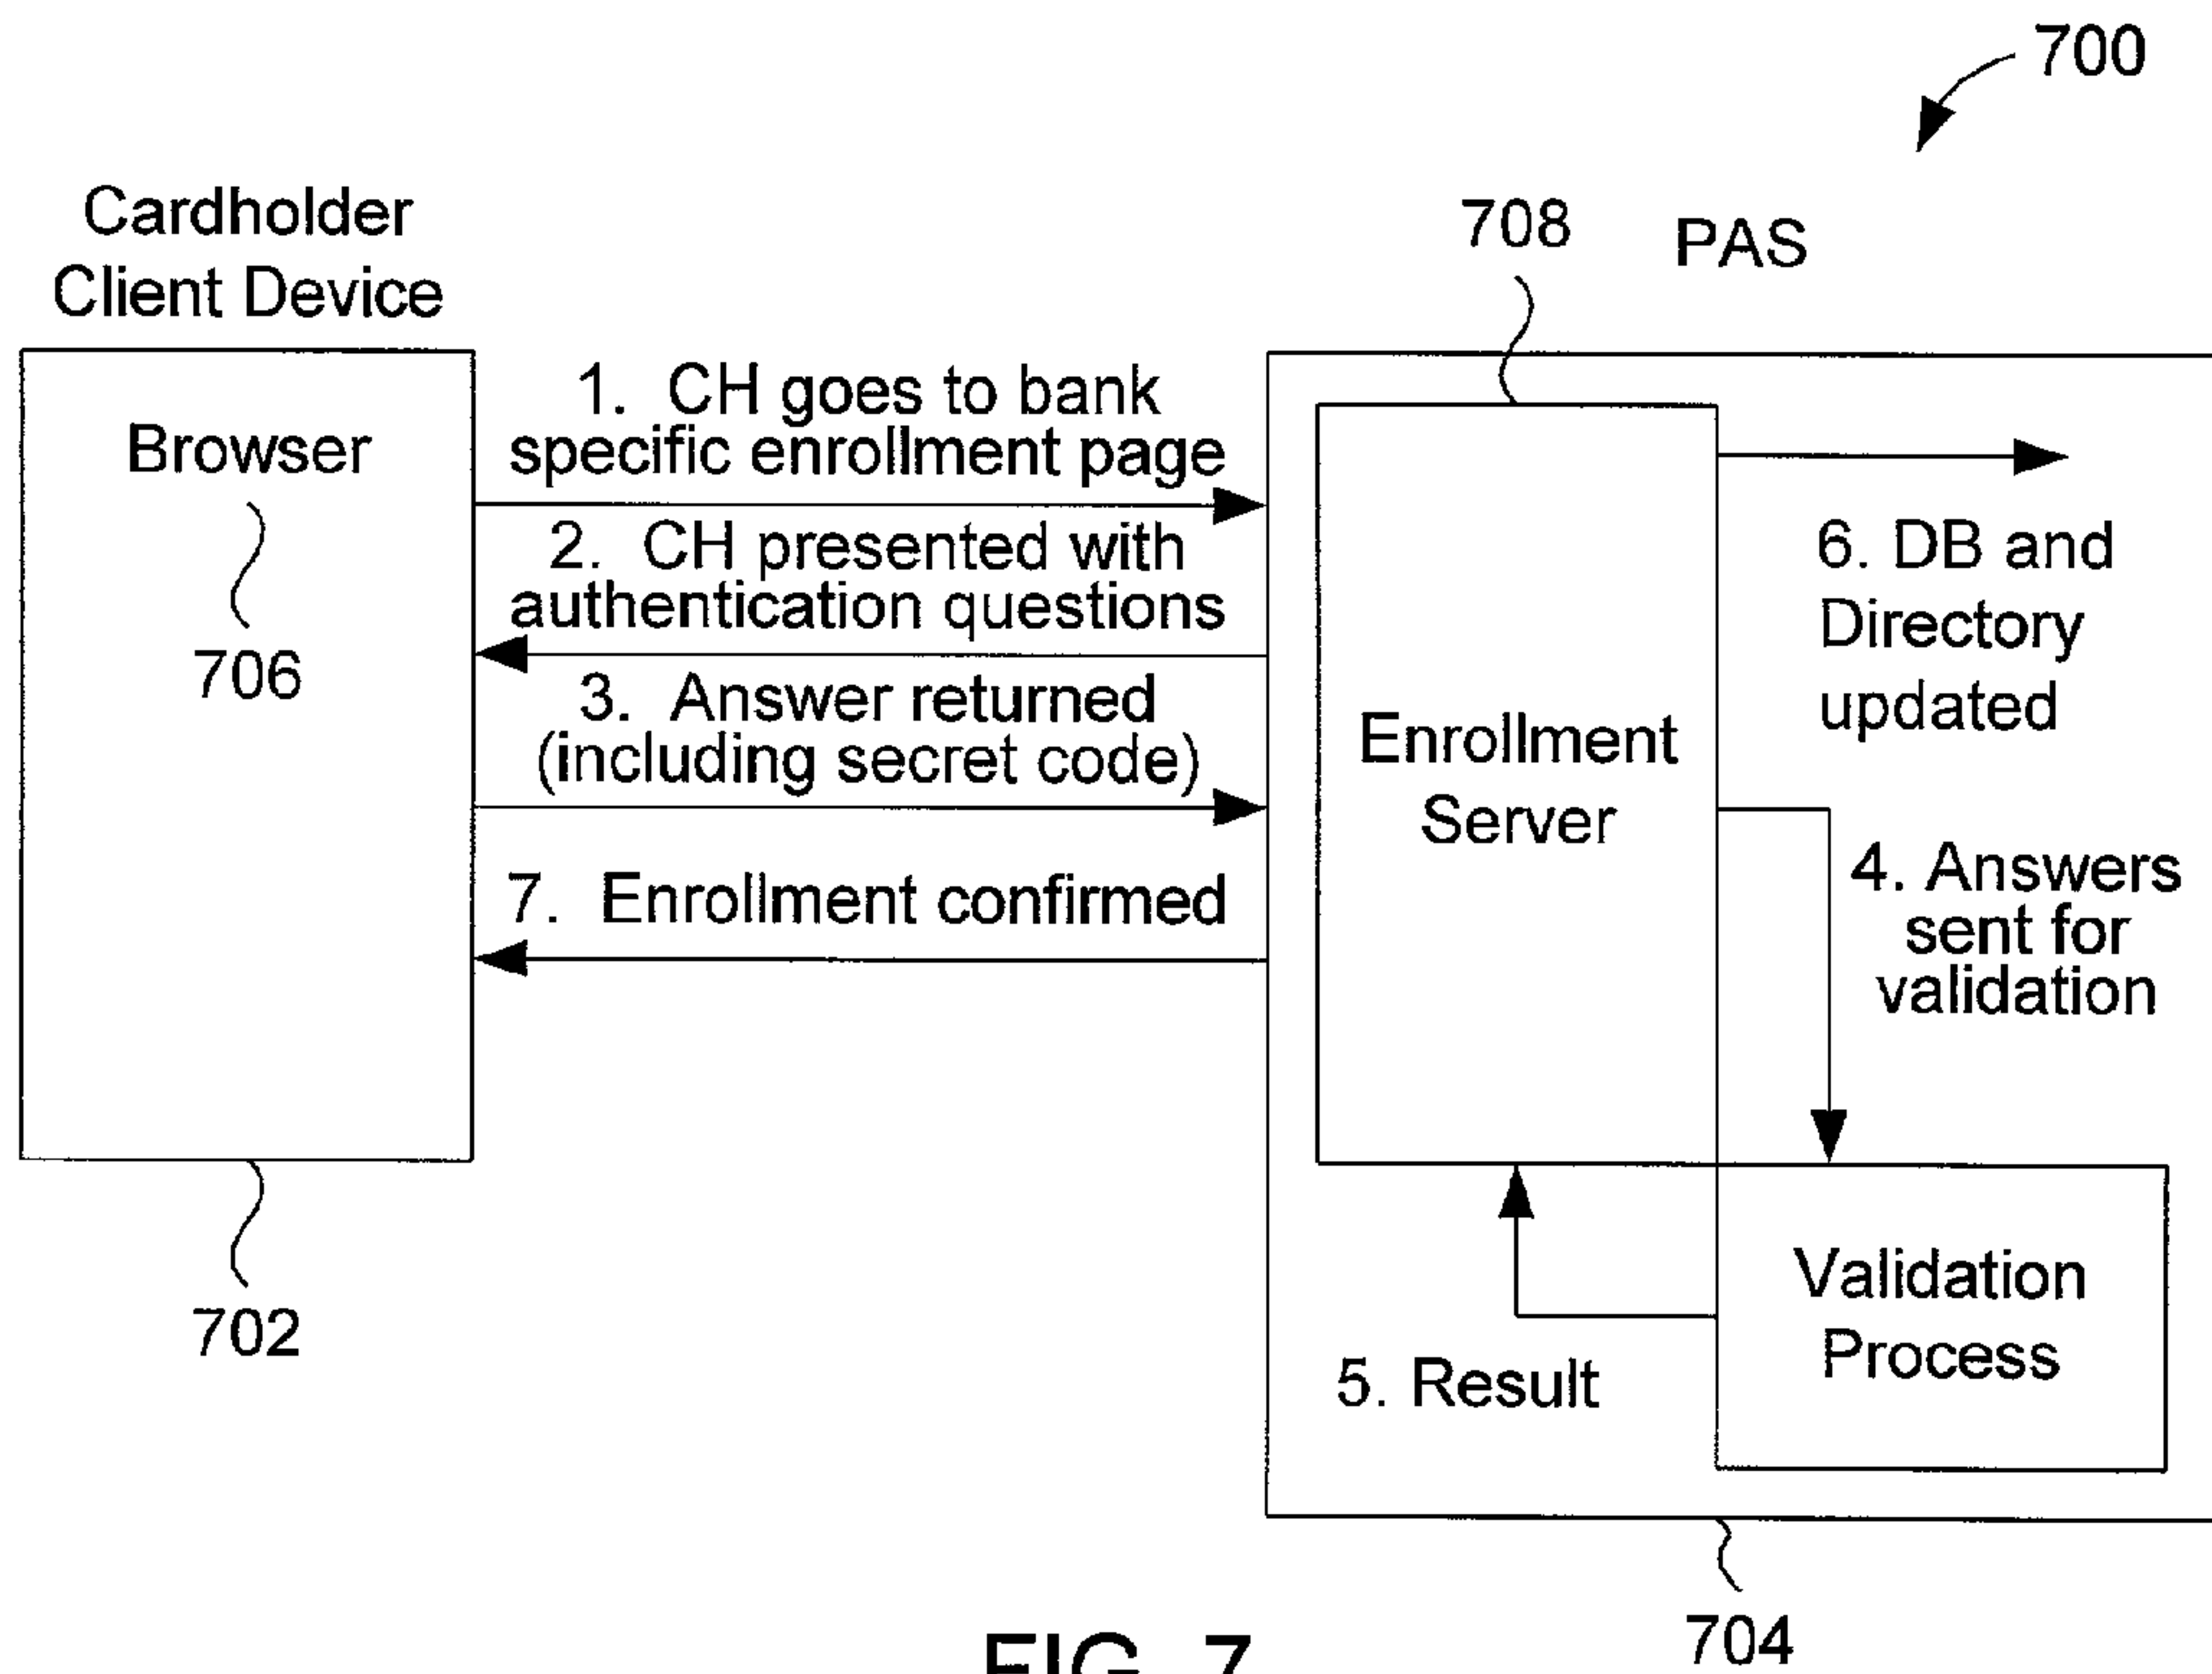 700
Cardholder
Client Device
708
PAS
Browser
706
1. CH goes to bank
specific enrollment page
2. CH presented with
authentication questions
3. Answer returned
(including secret code)
7. Enrollment confirmed
Enrollment
Server
6. DB and
Directory
updated
4. Answers
sent for
validation
5. Result
Validation
Process
702
704
FIG. 7